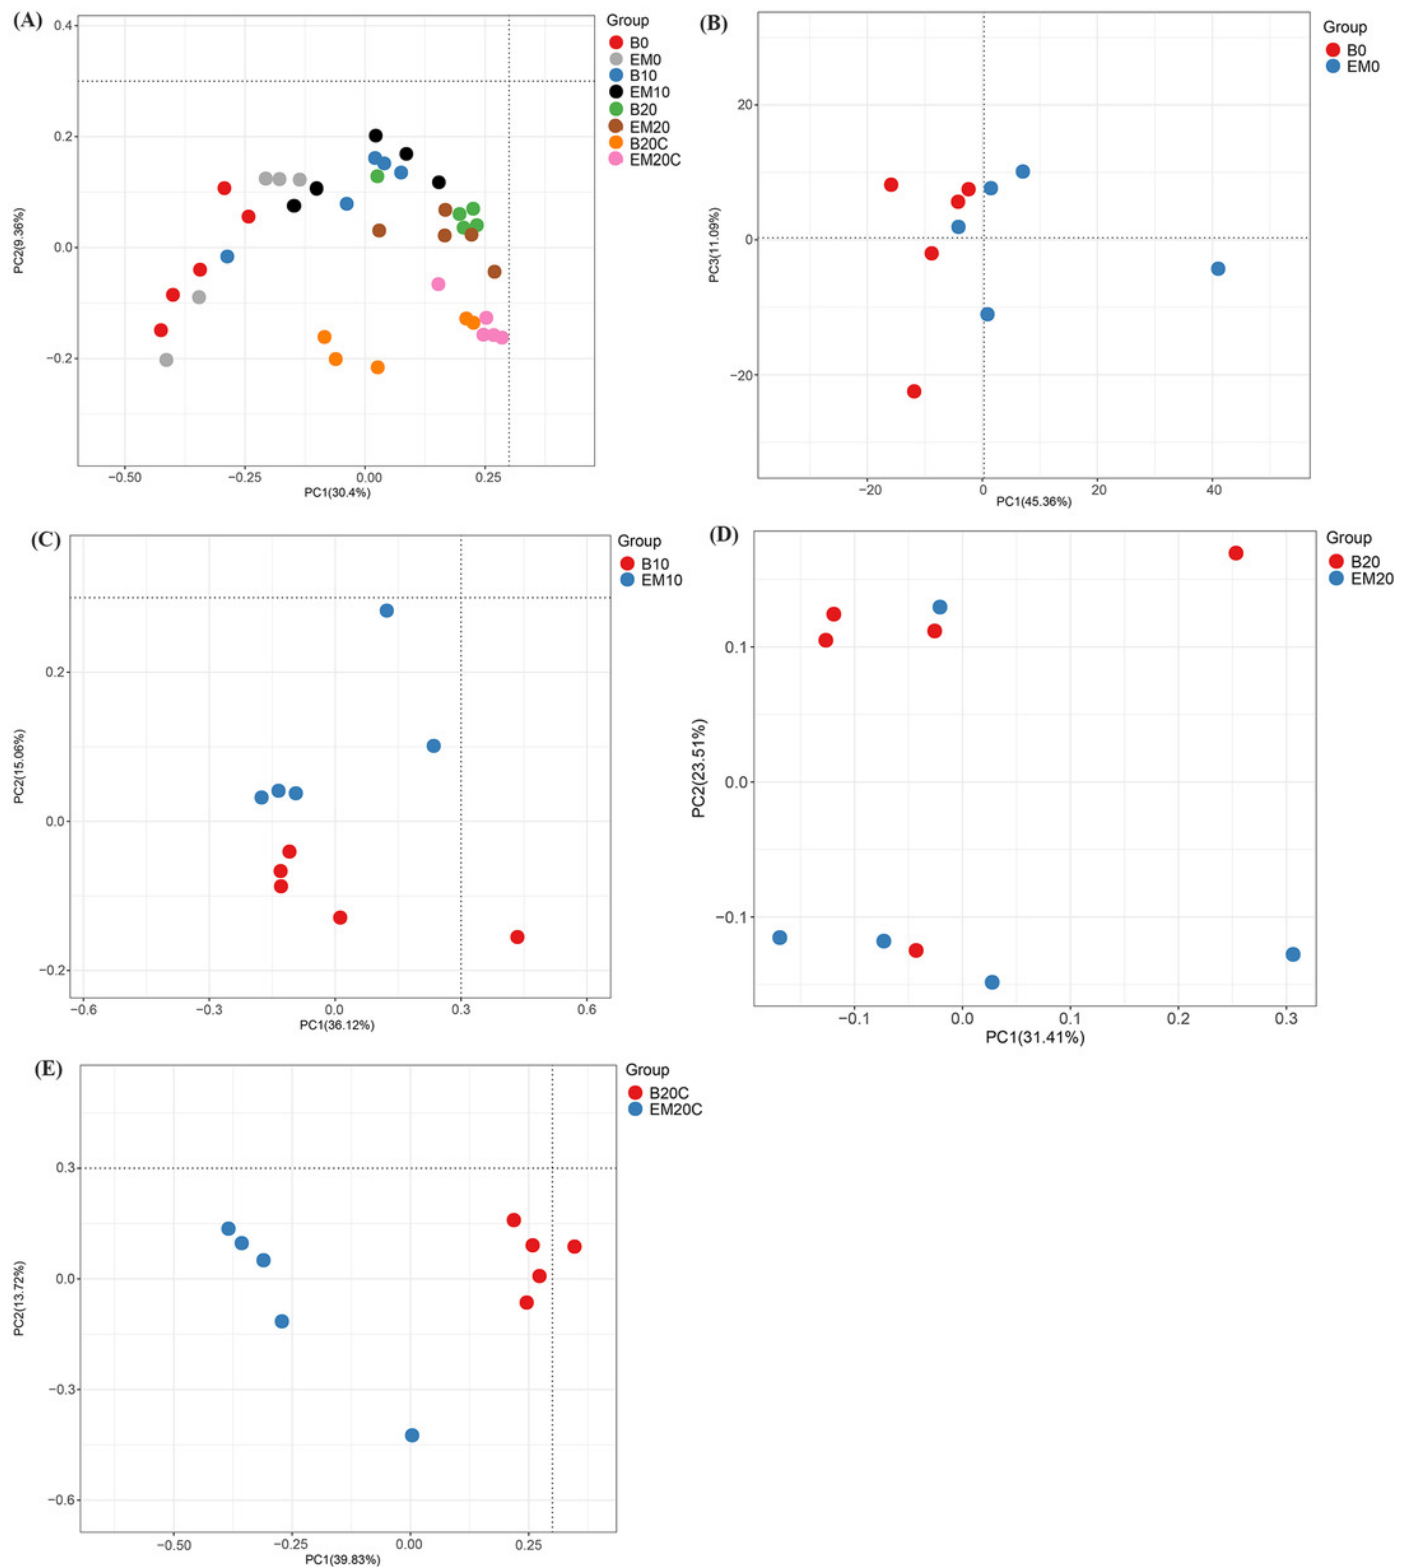 (A)
Group
B0
EM0
B10
EM10
B20
EM20
B20C
EM20C
0.4
0.2
0.0
−0.2
PC2(9.36%)
−0.50
−0.25
0.00
0.25
PC1(30.4%)
(B)
Group
B0
EM0
20
0
−20
PC3(11.09%)
−20
0
20
40
PC1(45.36%)
(C)
Group
B10
EM10
0.2
0.0
−0.2
PC2(15.06%)
−0.6
−0.3
0.0
0.3
0.6
PC1(36.12%)
(D)
Group
B20
EM20
0.1
0.0
−0.1
PC2(23.51%)
−0.1
0.0
0.1
0.2
0.3
PC1(31.41%)
(E)
Group
B20C
EM20C
0.3
0.0
−0.3
−0.6
PC2(13.72%)
−0.50
−0.25
0.00
0.25
PC1(39.83%)